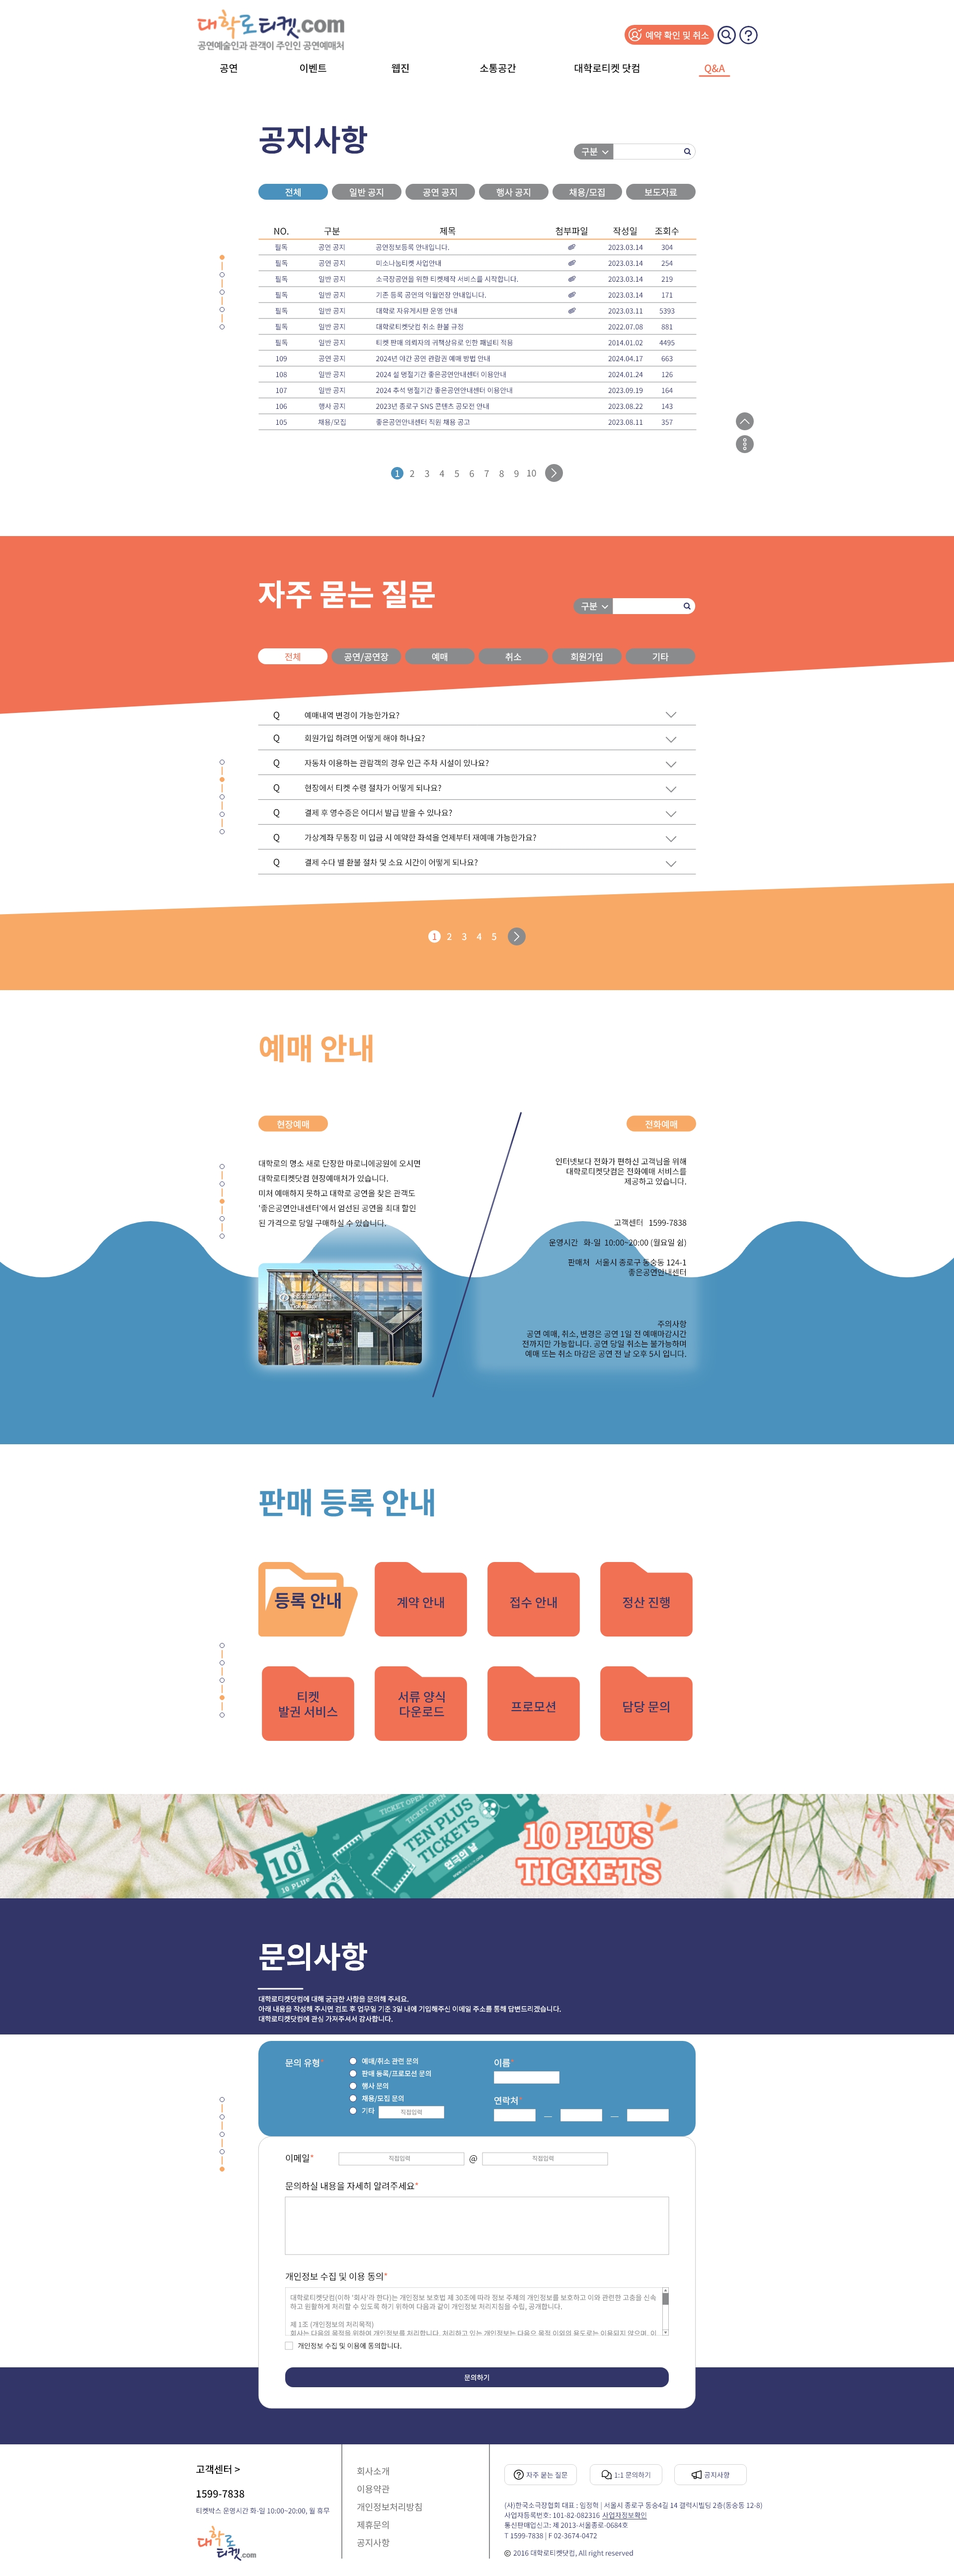 대학로티켓.com
공연예술인과 관객이 주인인 공연예매처
예약 확인 및 취소
공연 이벤트 웹진 소통공간 대학로티켓 닷컴 Q&A
공지사항
구분
전체 일반 공지 공연 공지 행사 공지 채용/모집 보도자료
NO. 구분 제목 첨부파일 작성일 조회수
필독 공연 공지 공연정보등록 안내입니다. 2023.03.14 304
필독 공연 공지 미소나눔티켓 사업안내 2023.03.14 254
필독 일반 공지 소극장공연을 위한 티켓제작 서비스를 시작합니다. 2023.03.14 219
필독 일반 공지 기존 등록 공연의 익월연장 안내입니다. 2023.03.14 171
필독 일반 공지 대학로 자유게시판 운영 안내 2023.03.11 5393
필독 일반 공지 대학로티켓닷컴 취소 환불 규정 2022.07.08 881
필독 일반 공지 티켓 판매 의뢰자의 귀책상유로 인한 패널티 적용 2014.01.02 4495
109 공연 공지 2024년 야간 공연 관람권 예매 방법 안내 2024.04.17 663
108 일반 공지 2024 설 명절기간 좋은공연안내센터 이용안내 2024.01.24 126
107 일반 공지 2024 추석 명절기간 좋은공연안내센터 이용안내 2023.09.19 164
106 행사 공지 2023년 종로구 SNS 콘텐츠 공모전 안내 2023.08.22 143
105 채용/모집 좋은공연안내센터 직원 채용 공고 2023.08.11 357
1 2 3 4 5 6 7 8 9 10
자주 묻는 질문
구분
전체 공연/공연장 예매 취소 회원가입 기타
Q 예매내역 변경이 가능한가요?
Q 회원가입 하려면 어떻게 해야 하나요?
Q 자동차 이용하는 관람객의 경우 인근 주차 시설이 있나요?
Q 현장에서 티켓 수령 절차가 어떻게 되나요?
Q 결제 후 영수증은 어디서 발급 받을 수 있나요?
Q 가상계좌 무통장 미 입금 시 예약한 좌석을 언제부터 재예매 가능한가요?
Q 결제 수다 별 환불 절차 및 소요 시간이 어떻게 되나요?
1 2 3 4 5
예매 안내
현장예매
대학로의 명소 새로 단장한 마로니에공원에 오시면
대학로티켓닷컴 현장예매처가 있습니다.
미처 예매하지 못하고 대학로 공연을 찾은 관객도
'좋은공연안내센터'에서 엄선된 공연을 최대 할인
된 가격으로 당일 구매하실 수 있습니다.
전화예매
인터넷보다 전화가 편하신 고객님을 위해
대학로티켓닷컴은 전화예매 서비스를
제공하고 있습니다.
고객센터 1599-7838
운영시간 화-일 10:00~20:00 (월요일 쉼)
판매처 서울시 종로구 동숭동 124-1
좋은공연안내센터
주의사항
공연 예매, 취소, 변경은 공연 1일 전 예매마감시간
전까지만 가능합니다. 공연 당일 취소는 불가능하며
예매 또는 취소 마감은 공연 전 날 오후 5시 입니다.
판매 등록 안내
등록 안내 계약 안내 접수 안내 정산 진행
티켓
발권 서비스
서류 양식
다운로드
프로모션
담당 문의
TEN PLUS
TICKETS
연극의 날
10
10 PLUS
10 PLUS
TICKETS
문의사항
대학로티켓닷컴에 대해 궁금한 사항을 문의해 주세요.
아래 내용을 작성해 주시면 검토 후 업무일 기준 3일 내에 기입해주신 이메일 주소를 통해 답변드리겠습니다.
대학로티켓닷컴에 관심 가져주셔서 감사합니다.
문의 유형*
예매/취소 관련 문의
판매 등록/프로모션 문의
행사 문의
채용/모집 문의
기타 직접입력
이름*
연락처*
이메일* 직접입력 @ 직접입력
문의하실 내용을 자세히 알려주세요*
개인정보 수집 및 이용 동의*
대학로티켓닷컴(이하 '회사'라 한다)는 개인정보 보호법 제 30조에 따라 정보 주체의 개인정보를 보호하고 이와 관련한 고충을 신속
하고 원활하게 처리할 수 있도록 하기 위하여 다음과 같이 개인정보 처리지침을 수립, 공개합니다.
제 1조 (개인정보의 처리목적)
회사는 다음의 목적을 위하여 개인정보를 처리합니다. 처리하고 있는 개인정보는 다음으 목적 이외의 용도로는 이용되지 않으며, 이
개인정보 수집 및 이용에 동의합니다.
문의하기
고객센터 >
1599-7838
티켓박스 운영시간 화-일 10:00~20:00, 월 휴무
대학로티켓.com
회사소개
이용약관
개인정보처리방침
제휴문의
공지사항
자주 묻는 질문 1:1 문의하기 공지사항
(사)한국소극장협회 대표 : 임정혁 | 서울시 종로구 동숭4길 14 갤럭시빌딩 2층(동숭동 12-8)
사업자등록번호: 101-82-082316 사업자정보확인
통신판매업신고: 제 2013-서울종로-0684호
T 1599-7838 | F 02-3674-0472
© 2016 대학로티켓닷컴, All right reserved